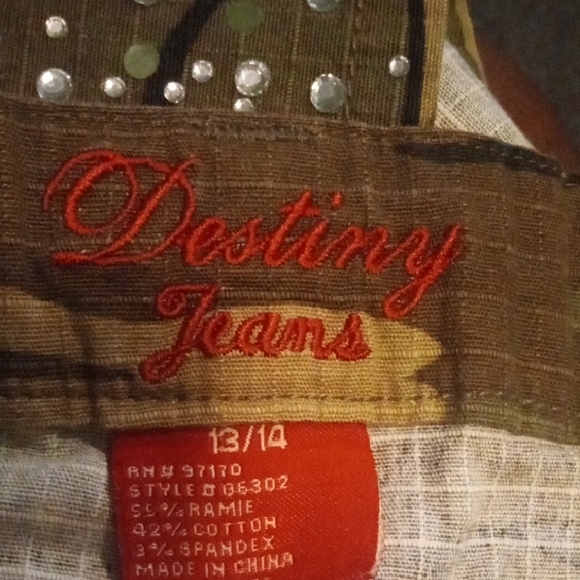 Destiny
Jeans
13/14
RN# 97170
STYLE# B6302
55% RAMIE
42% COTTON
3% SPANDEX
MADE IN CHINA